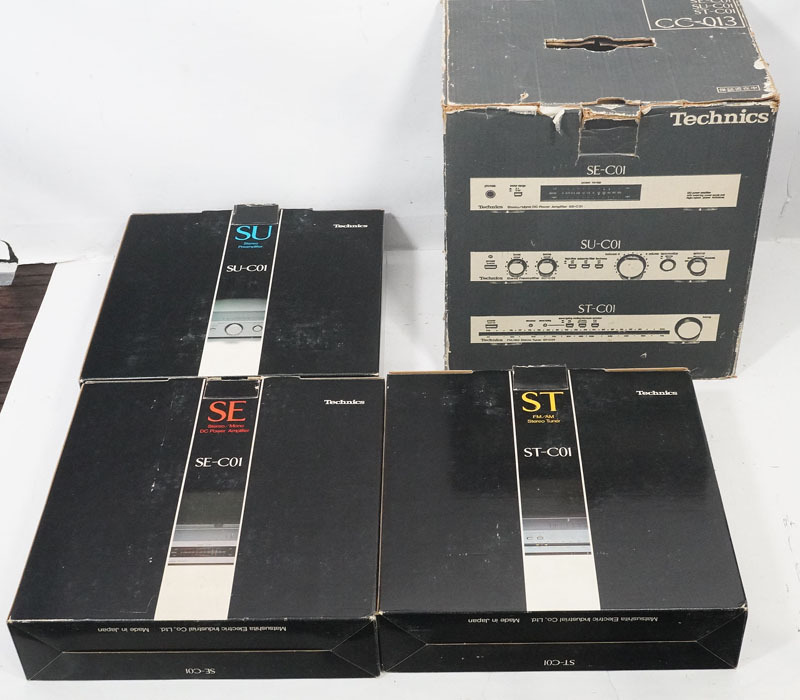 SU-C01
ST-C01
CC-013
Technics
SE-C01
Technics
SU-C01
Technics
ST-C01
Technics
SU
Stereo
Preamplifier
Technics
SU-C01
SE
Stereo/Mono
DC Power Amplifier
Technics
SE-C01
Matsushita Electric Industrial Co., Ltd. Made in Japan
SE-C01
ST
FM/AM
Stereo Tuner
Technics
ST-C01
Matsushita Electric Industrial Co., Ltd. Made in Japan
ST-C01